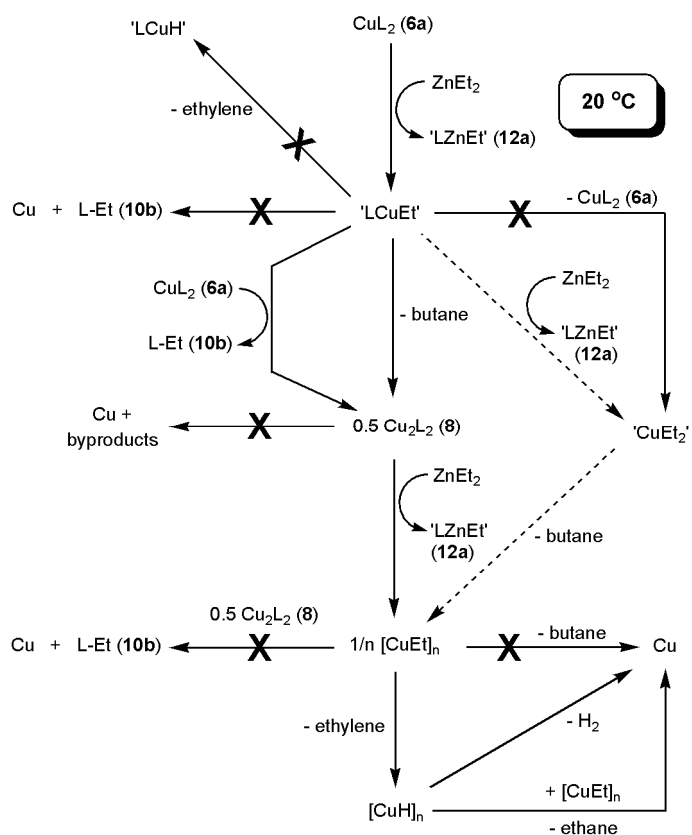 'LCuH'
CuL2 (6a)
ZnEt2
20 °C
- ethylene
'LZnEt' (12a)
X
Cu + L-Et (10b)
X
'LCuEt'
X
- CuL2 (6a)
CuL2 (6a)
ZnEt2
- butane
L-Et (10b)
'LZnEt'
(12a)
Cu +
byproducts
X
0.5 Cu2L2 (8)
'CuEt2'
ZnEt2
'LZnEt'
(12a)
- butane
0.5 Cu2L2 (8)
Cu + L-Et (10b)
X
1/n [CuEt]n
X
- butane
Cu
- ethylene
- H2
[CuH]n
+ [CuEt]n
- ethane